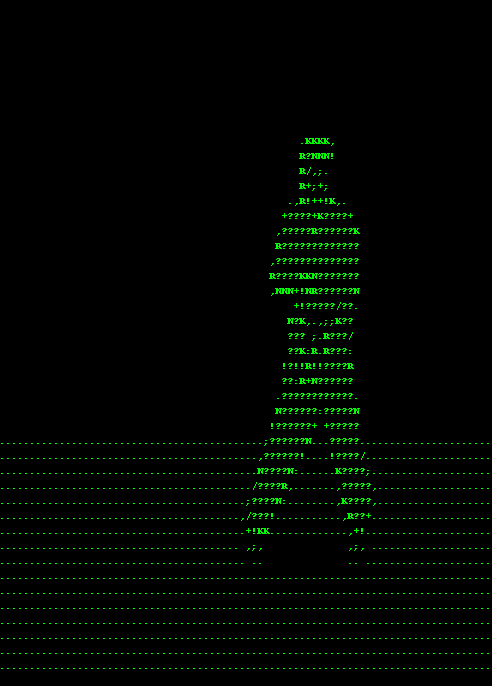 .KKKK,
R?NNN!
R/,;.
R+;+;
.,R!++!K,.
+????+K????+
,?????R??????K
R?????????????
,??????????????
R????KKN???????
,NNN+!NR??????N
+!?????/??.
N?K,.,;;K??
??? ;.R???/
??K:R.R???:
!?!!R!!????R
??:R+N??????
.????????????.
N??????:?????N
!??????+ +?????
;??????N...?????.
,??????!....!????/
N????N:......K????;
/????R,.......,?????,
;????N:........,K????,
,/???!...........,R??+
+!KK.............,+!
,;, ,;,
.. ..